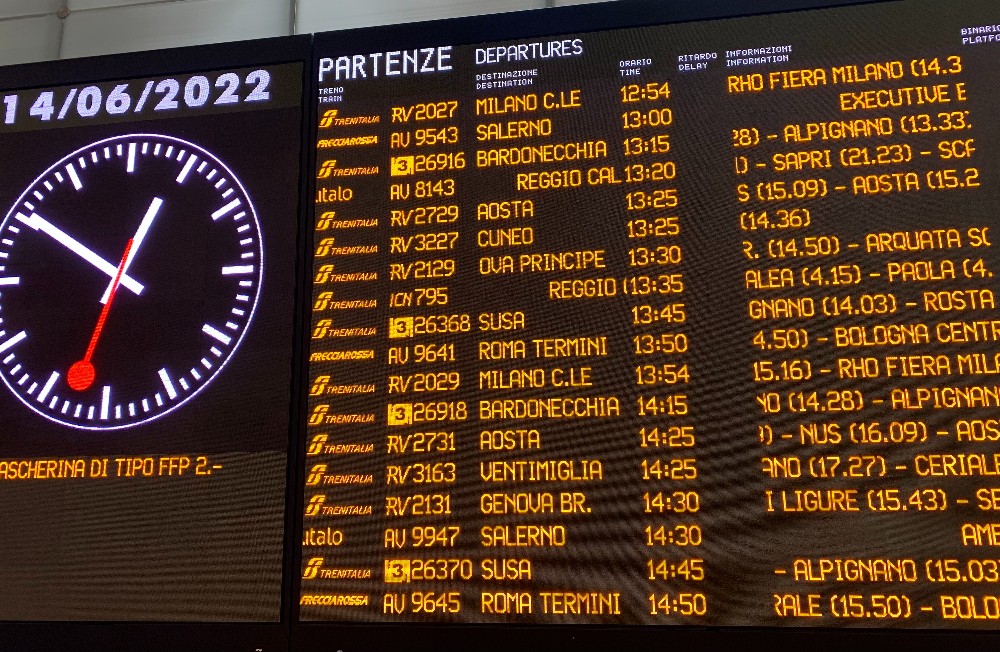 14/06/2022
ASCHERINA DI TIPO FFP 2.-
PARTENZE DEPARTURES
TRENO TRAIN DESTINAZIONE DESTINATION ORARIO TIME RITARDO DELAY INFORMAZIONI INFORMATION BINARIO
TRENITALIA RV 2027 MILANO C.LE 12:54 RHO FIERA MILANO (14.3
FRECCIAROSSA AV 9543 SALERNO 13:00 EXECUTIVE E
TRENITALIA 3 26916 BARDONECCHIA 13:15 8) - ALPIGNANO (13.33
.italo AV 8143 REGGIO CAL 13:20 ) - SAPRI (21.23) - SCF
TRENITALIA RV 2729 AOSTA 13:25 S (15.09) - AOSTA (15.2
TRENITALIA RV 3227 CUNEO 13:25 (14.36)
TRENITALIA RV 2129 OVA PRINCIPE 13:30 R. (14.50) - ARQUATA SC
TRENITALIA ICN 795 REGGIO ( 13:35 ALEA (4.15) - PAOLA (4.
TRENITALIA 3 26368 SUSA 13:45 GNANO (14.03) - ROSTA
FRECCIAROSSA AV 9641 ROMA TERMINI 13:50 4.50) - BOLOGNA CENTR
TRENITALIA RV 2029 MILANO C.LE 13:54 15.16) - RHO FIERA MIL
TRENITALIA 3 26918 BARDONECCHIA 14:15 NO (14.28) - ALPIGNAN
TRENITALIA RV 2731 AOSTA 14:25 ) - NUS (16.09) - AOS
TRENITALIA RV 3163 VENTIMIGLIA 14:25 ANO (17.27) - CERIALE
TRENITALIA RV 2131 GENOVA BR. 14:30 I LIGURE (15.43) - SE
.italo AV 9947 SALERNO 14:30 AME
TRENITALIA 3 26370 SUSA 14:45 - ALPIGNANO (15.03
FRECCIAROSSA AV 9645 ROMA TERMINI 14:50 RALE (15.50) - BOLO